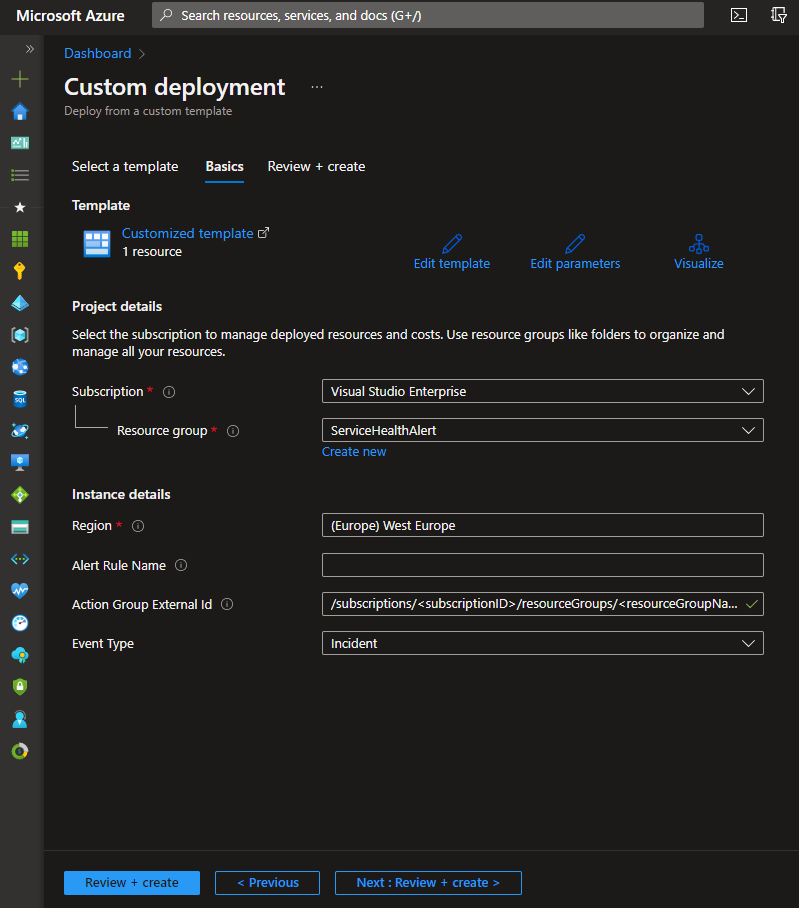 Microsoft Azure
Search resources, services, and docs (G+/)
Dashboard
Custom deployment ...
Deploy from a custom template
Select a template Basics Review + create
Template
Customized template
1 resource
Edit template Edit parameters Visualize
Project details
Select the subscription to manage deployed resources and costs. Use resource groups like folders to organize and
manage all your resources.
Subscription * Visual Studio Enterprise
Resource group * ServiceHealthAlert
Create new
Instance details
Region * (Europe) West Europe
Alert Rule Name
Action Group External Id /subscriptions/<subscriptionID>/resourceGroups/<resourceGroupNa...
Event Type Incident
Review + create < Previous Next : Review + create >